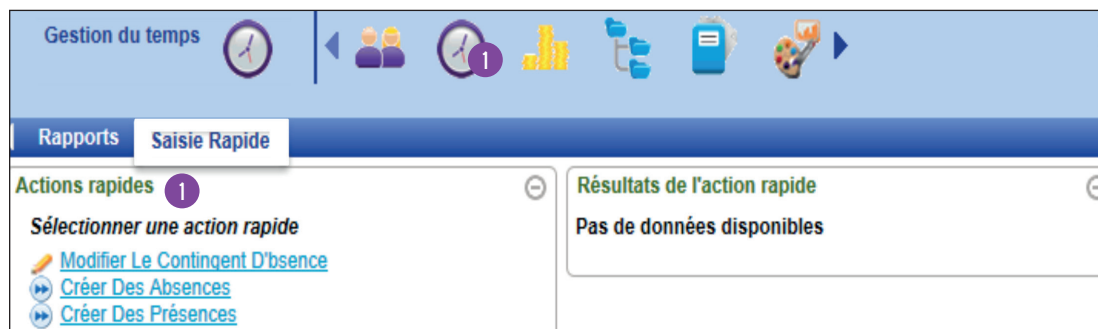 Gestion du temps
1
Rapports
Saisie Rapide
Actions rapides
1
Sélectionner une action rapide
Modifier Le Contingent D'bsence
Créer Des Absences
Créer Des Présences
Résultats de l'action rapide
Pas de données disponibles